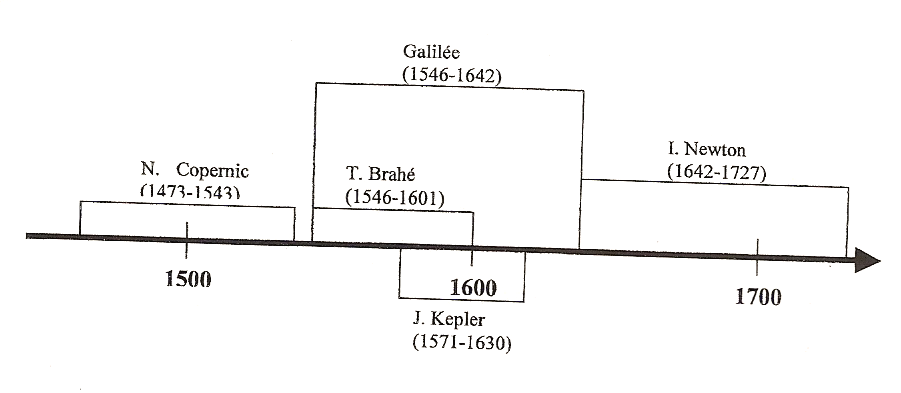 Galilée
(1546-1642)
I. Newton
(1642-1727)
N. Copernic
(1473-1543)
T. Brahé
(1546-1601)
1500
1600
1700
J. Kepler
(1571-1630)